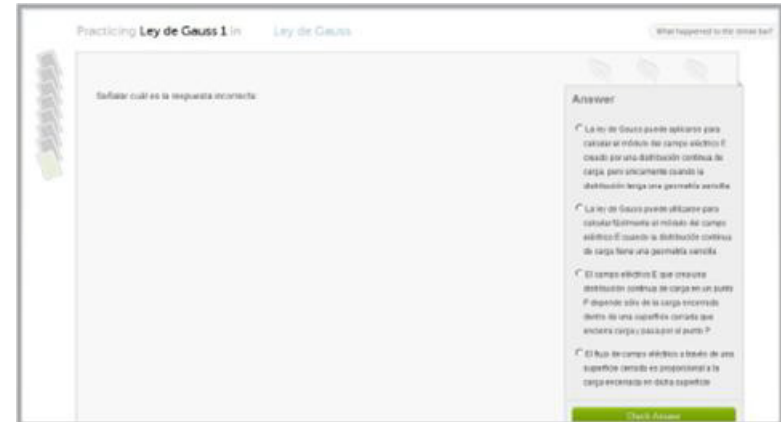 Practicing Ley de Gauss 1 in Ley de Gauss
What happened to the street bar?
Señalar cuál es la respuesta incorrecta:
Answer
La ley de Gauss puede aplicarse para
calcular el módulo del campo eléctrico E
creado por una distribución continua de
carga, pero únicamente cuando la
distribución tenga una geometría sencilla
La ley de Gauss puede utilizarse para
calcular fácilmente el módulo del campo
eléctrico E cuando la distribución continua
de carga tiene una geometría sencilla
El campo eléctrico E que crea una
distribución continua de carga en un punto
P depende sólo de la carga encerrada
dentro de una superficie cerrada que
encierra carga y pasa por el punto P
El flujo de campo eléctrico a través de una
superficie cerrada es proporcional a la
carga encerrada en dicha superficie
Check Answer